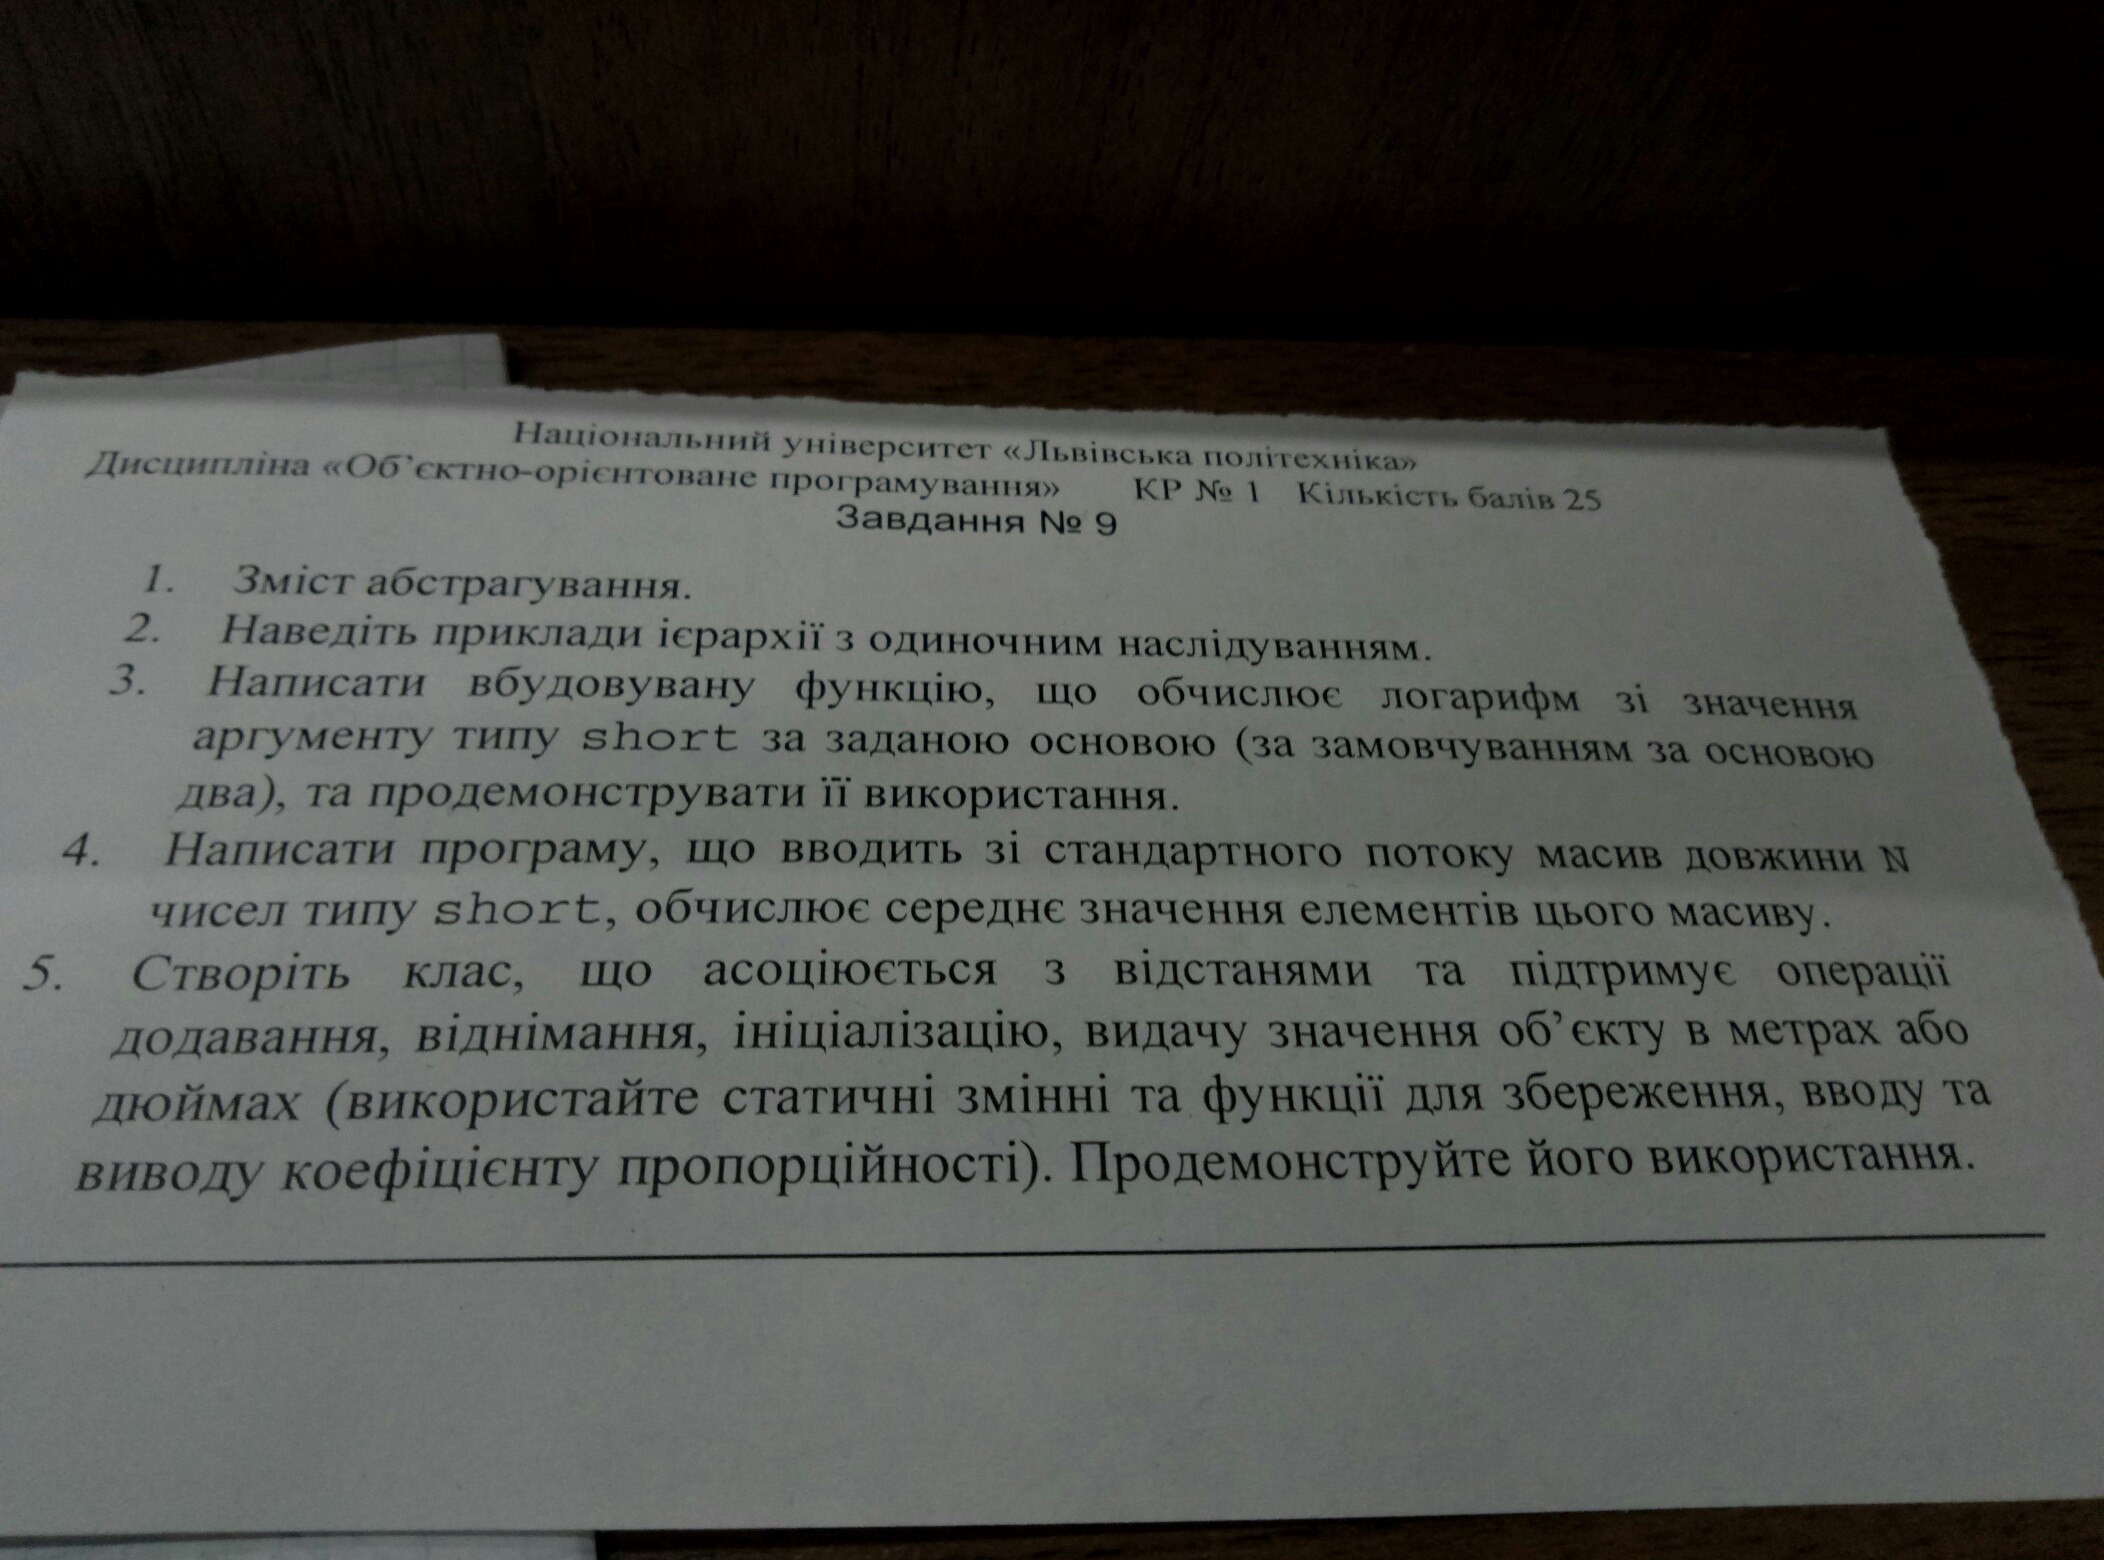 Національний університет «Львівська політехніка»
Дисципліна «Об'єктно-орієнтоване програмування» КР № 1 Кількість балів 25
Завдання № 9
1. Зміст абстрагування.
2. Наведіть приклади ієрархії з одиночним наслідуванням.
3. Написати вбудовувану функцію, що обчислює логарифм зі значення
аргументу типу short за заданою основою (за замовчуванням за основою
два), та продемонструвати її використання.
4. Написати програму, що вводить зі стандартного потоку масив довжини N
чисел типу short, обчислює середнє значення елементів цього масиву.
5. Створіть клас, що асоціюється з відстанями та підтримує операції
додавання, віднімання, ініціалізацію, видачу значення об'єкту в метрах або
дюймах (використайте статичні змінні та функції для збереження, вводу та
виводу коефіцієнту пропорційності). Продемонструйте його використання.